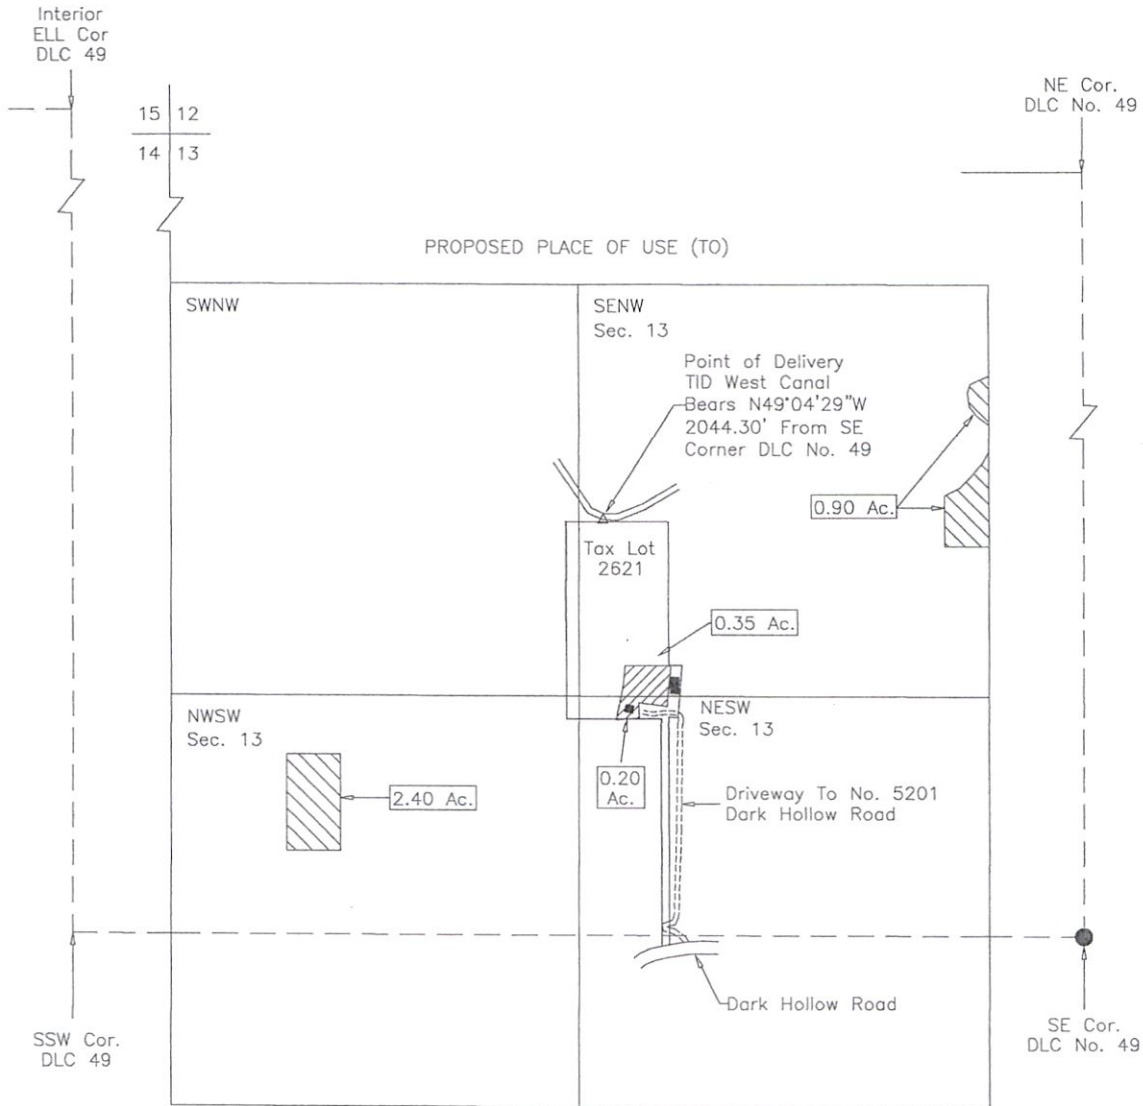 Interior
ELL Cor
DLC 49
NE Cor.
DLC No. 49
15 12
14 13
PROPOSED PLACE OF USE (TO)
SWNW
SENW
Sec. 13
Point of Delivery
TID West Canal
Bears N49°04'29"W
2044.30' From SE
Corner DLC No. 49
0.90 Ac.
Tax Lot
2621
0.35 Ac.
NWSW
Sec. 13
NESW
Sec. 13
2.40 Ac.
0.20
Ac.
Driveway To No. 5201
Dark Hollow Road
Dark Hollow Road
SSW Cor.
DLC 49
SE Cor.
DLC No. 49